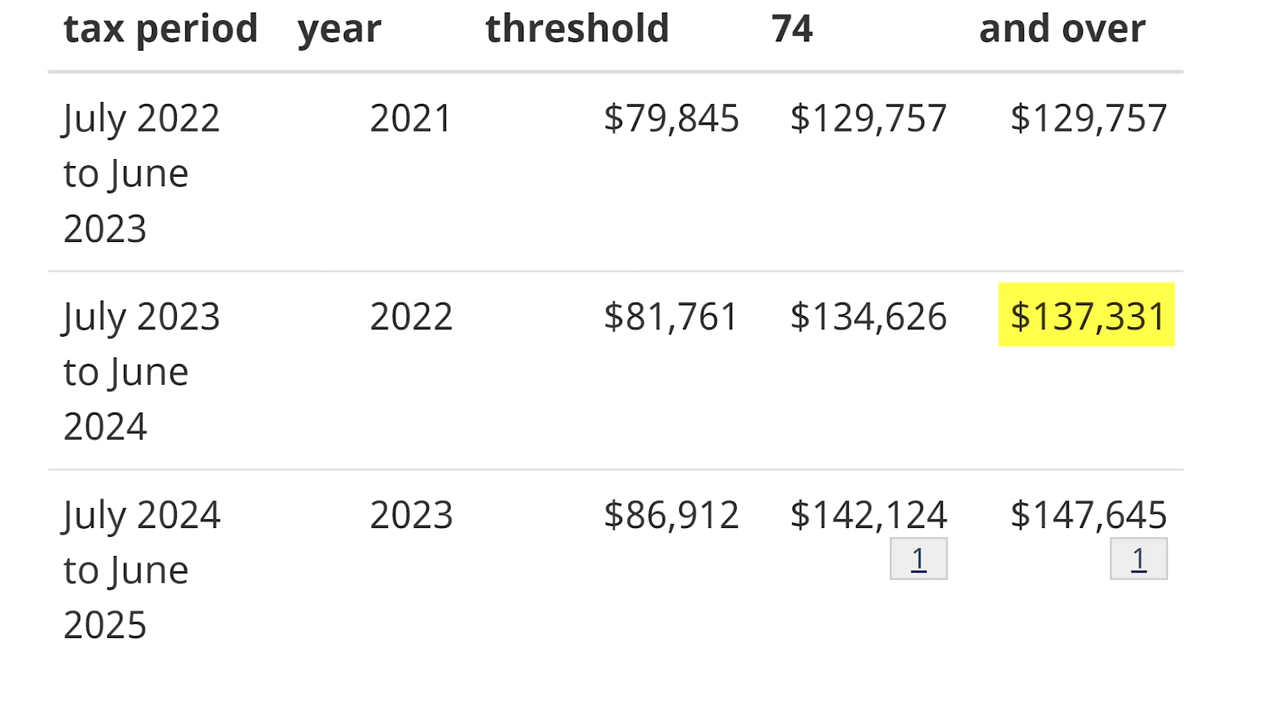 tax period year threshold 74 and over
July 2022 2021 $79,845 $129,757 $129,757
to June
2023
July 2023 2022 $81,761 $134,626 $137,331
to June
2024
July 2024 2023 $86,912 $142,124 $147,645
to June 1 1
2025